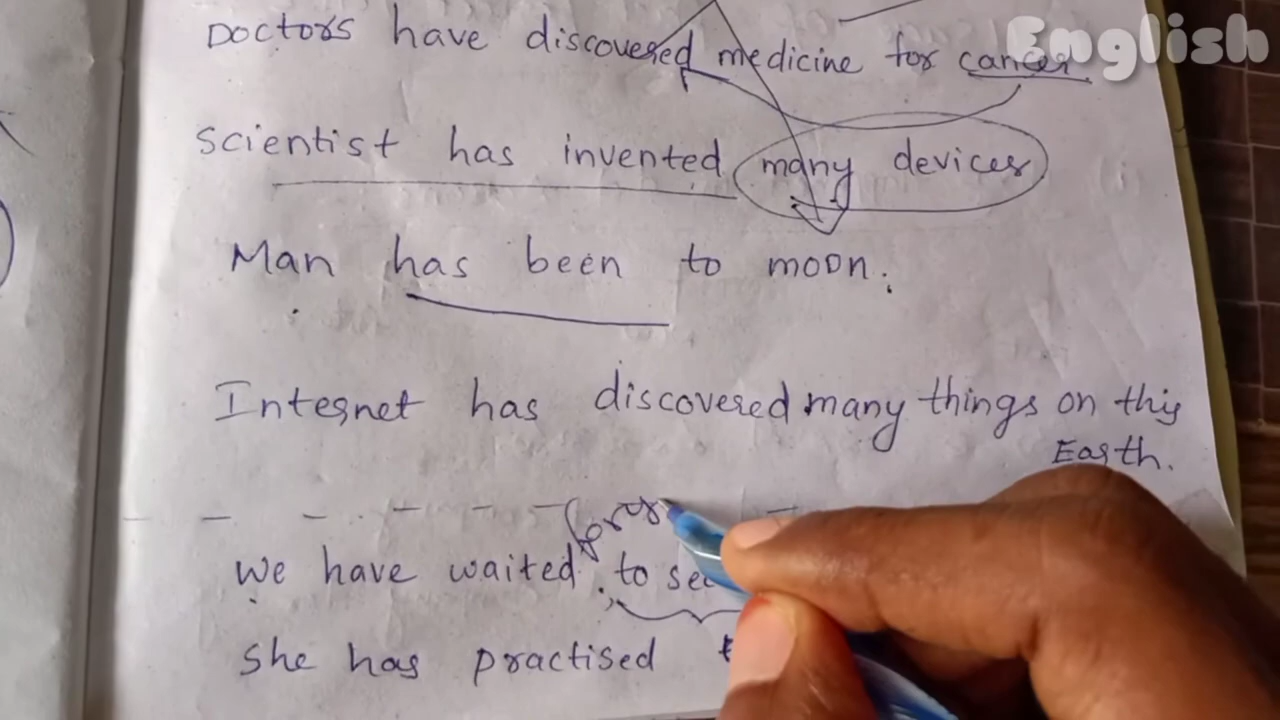 English
Doctors have discovered medicine for cancer
Scientist has invented many devices
Man has been to moon.
Internet has discovered many things on this
Earth.
We have waited to
She has practised